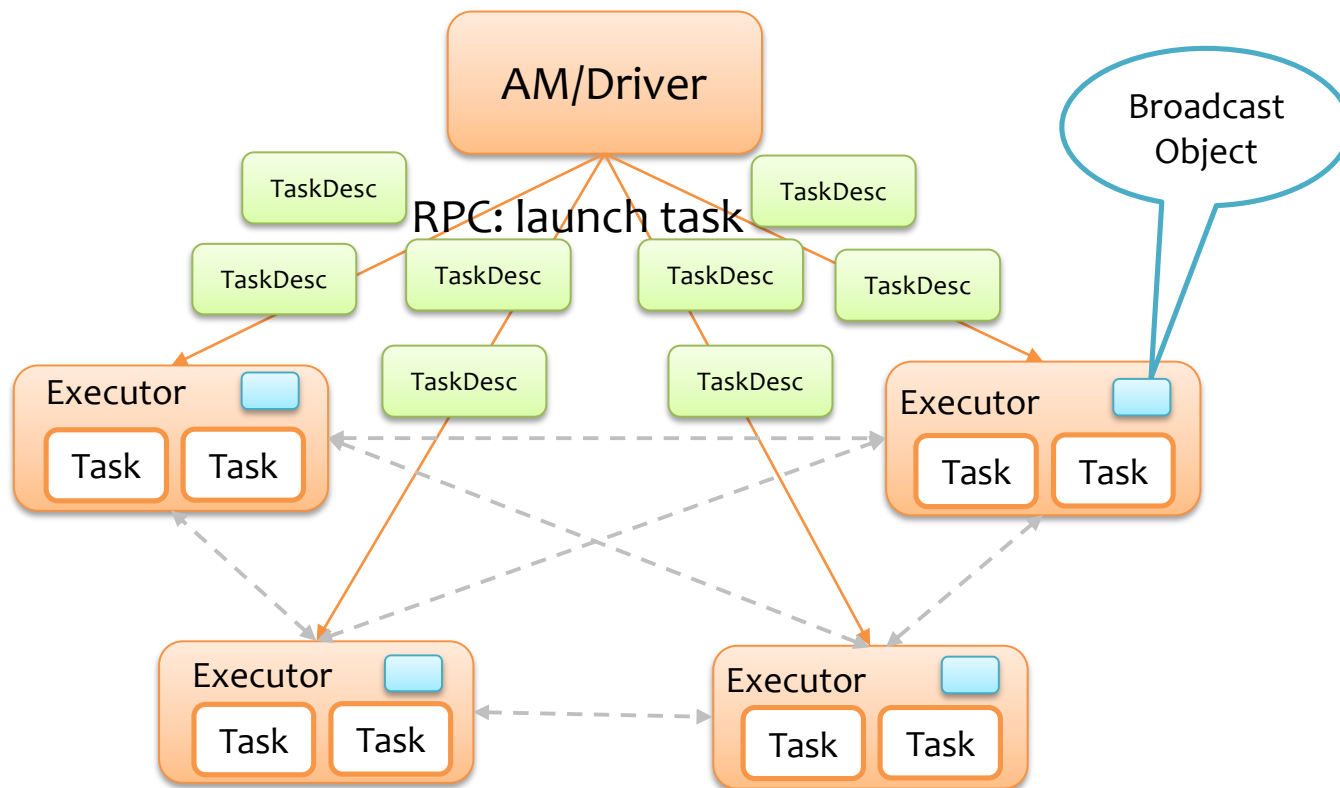 AM/Driver
Broadcast
Object
TaskDesc
TaskDesc
RPC: launch task
TaskDesc
TaskDesc
TaskDesc
TaskDesc
TaskDesc
TaskDesc
Executor
Task
Task
Executor
Task
Task
Executor
Task
Task
Executor
Task
Task